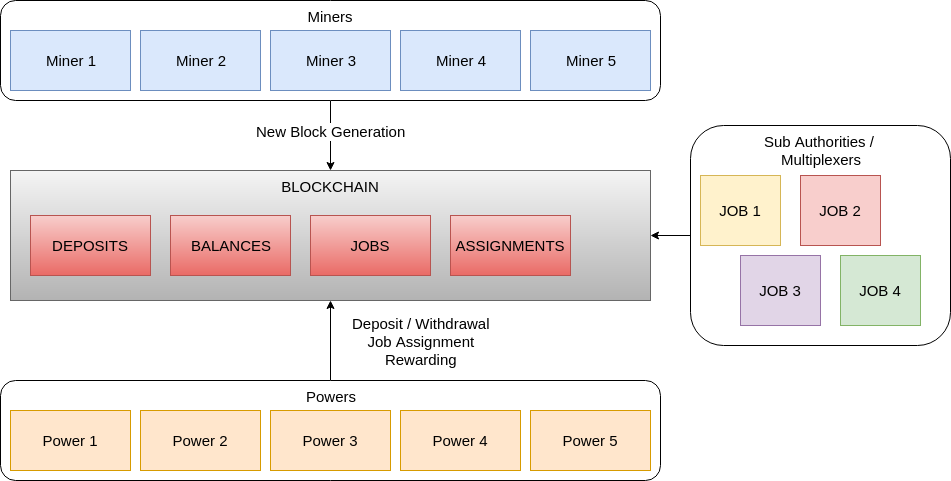 Miners
Miner 1
Miner 2
Miner 3
Miner 4
Miner 5
New Block Generation
BLOCKCHAIN
DEPOSITS
BALANCES
JOBS
ASSIGNMENTS
Sub Authorities /
Multiplexers
JOB 1
JOB 2
JOB 3
JOB 4
Deposit / Withdrawal
Job Assignment
Rewarding
Powers
Power 1
Power 2
Power 3
Power 4
Power 5